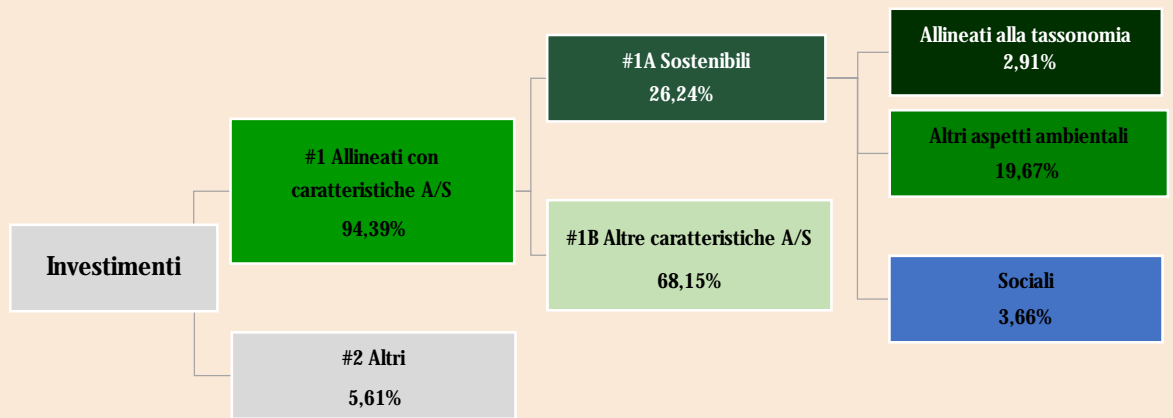 Investimenti
#1 Allineati con
caratteristiche A/S
94,39%
#2 Altri
5,61%
#1A Sostenibili
26,24%
#1B Altre caratteristiche A/S
68,15%
Allineati alla tassonomia
2,91%
Altri aspetti ambientali
19,67%
Sociali
3,66%